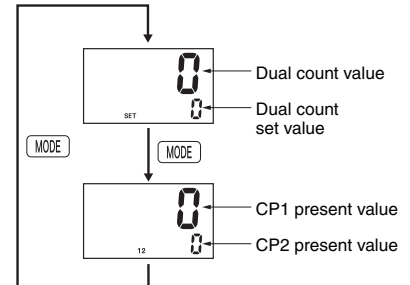 0
Dual count value
0
Dual count
set value
SET
MODE
MODE
0
CP1 present value
0
CP2 present value
12